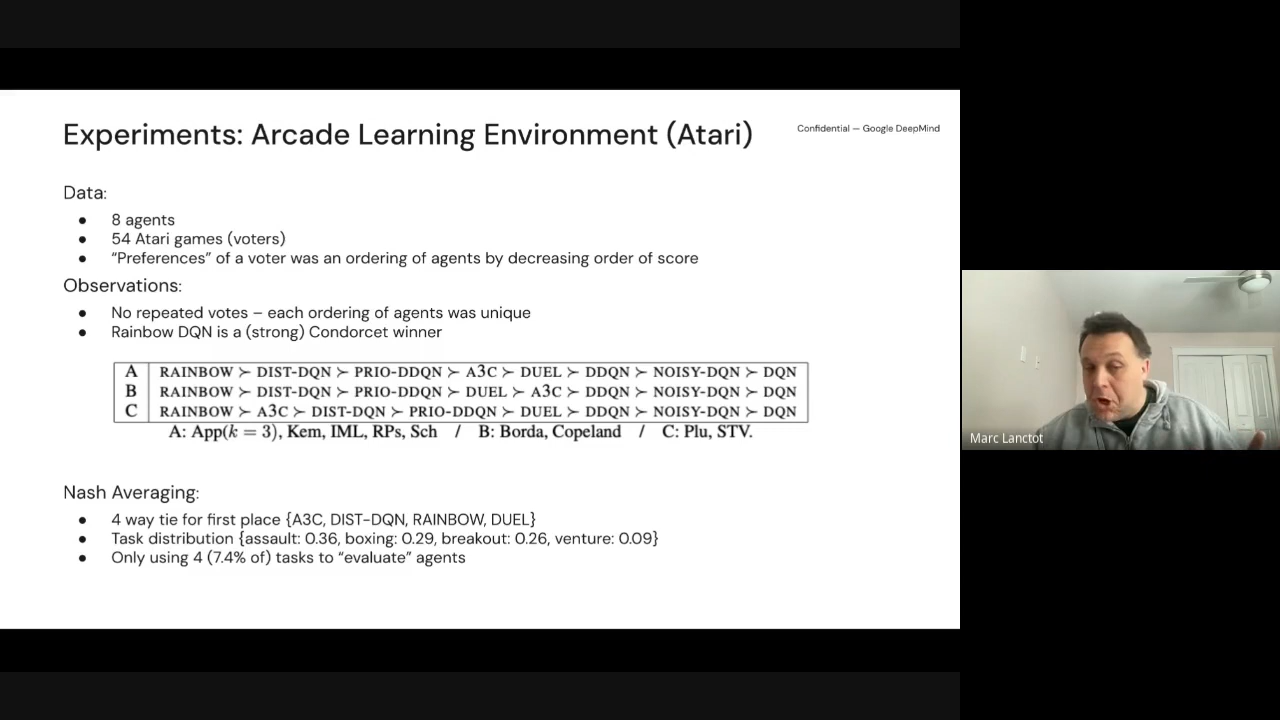 Experiments: Arcade Learning Environment (Atari)
Confidential — Google DeepMind
Data:
● 8 agents
● 54 Atari games (voters)
● “Preferences” of a voter was an ordering of agents by decreasing order of score
Observations:
● No repeated votes – each ordering of agents was unique
● Rainbow DQN is a (strong) Condorcet winner
A RAINBOW ≻ DIST-DQN ≻ PRIO-DDQN ≻ A3C ≻ DUEL ≻ DDQN ≻ NOISY-DQN ≻ DQN
B RAINBOW ≻ DIST-DQN ≻ PRIO-DDQN ≻ DUEL ≻ A3C ≻ DDQN ≻ NOISY-DQN ≻ DQN
C RAINBOW ≻ A3C ≻ DIST-DQN ≻ PRIO-DDQN ≻ DUEL ≻ DDQN ≻ NOISY-DQN ≻ DQN
A: App(k = 3), Kem, IML, RPs, Sch / B: Borda, Copeland / C: Plu, STV.
Marc Lanctot
Nash Averaging:
● 4 way tie for first place {A3C, DIST-DQN, RAINBOW, DUEL}
● Task distribution {assault: 0.36, boxing: 0.29, breakout: 0.26, venture: 0.09}
● Only using 4 (7.4% of) tasks to “evaluate” agents